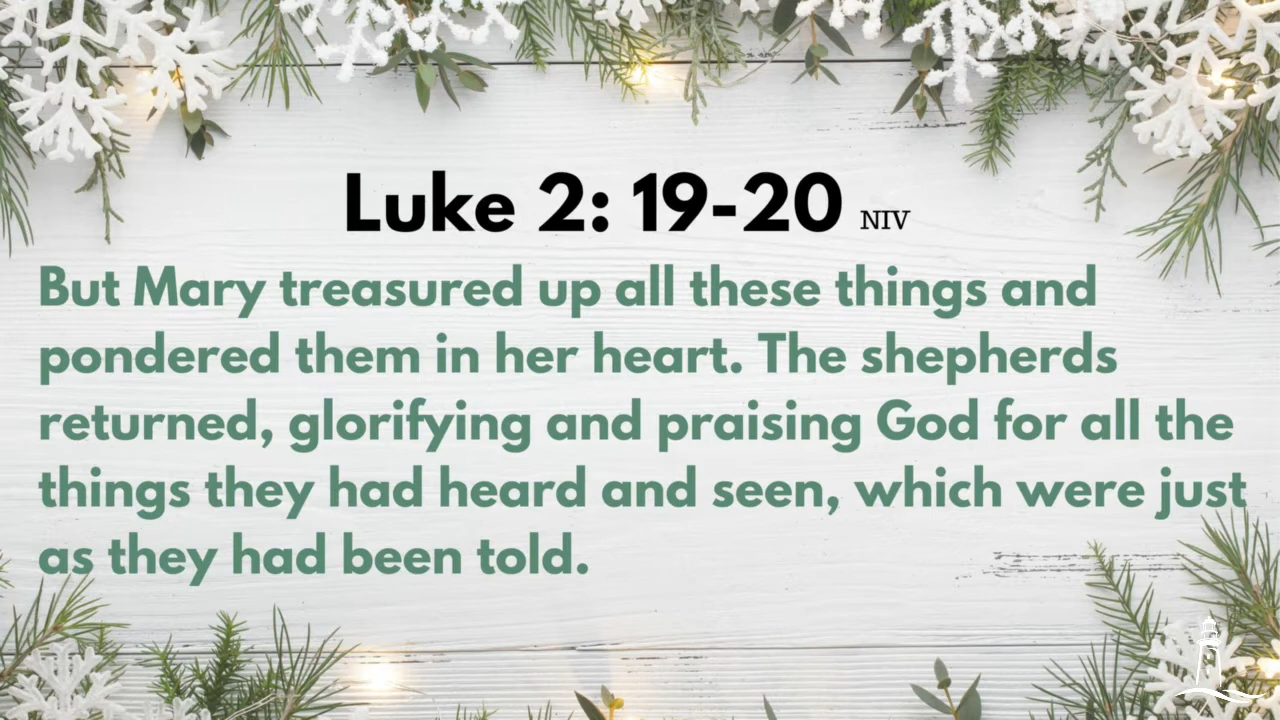 Luke 2: 19-20 NIV
But Mary treasured up all these things and
pondered them in her heart. The shepherds
returned, glorifying and praising God for all the
things they had heard and seen, which were just
as they had been told.